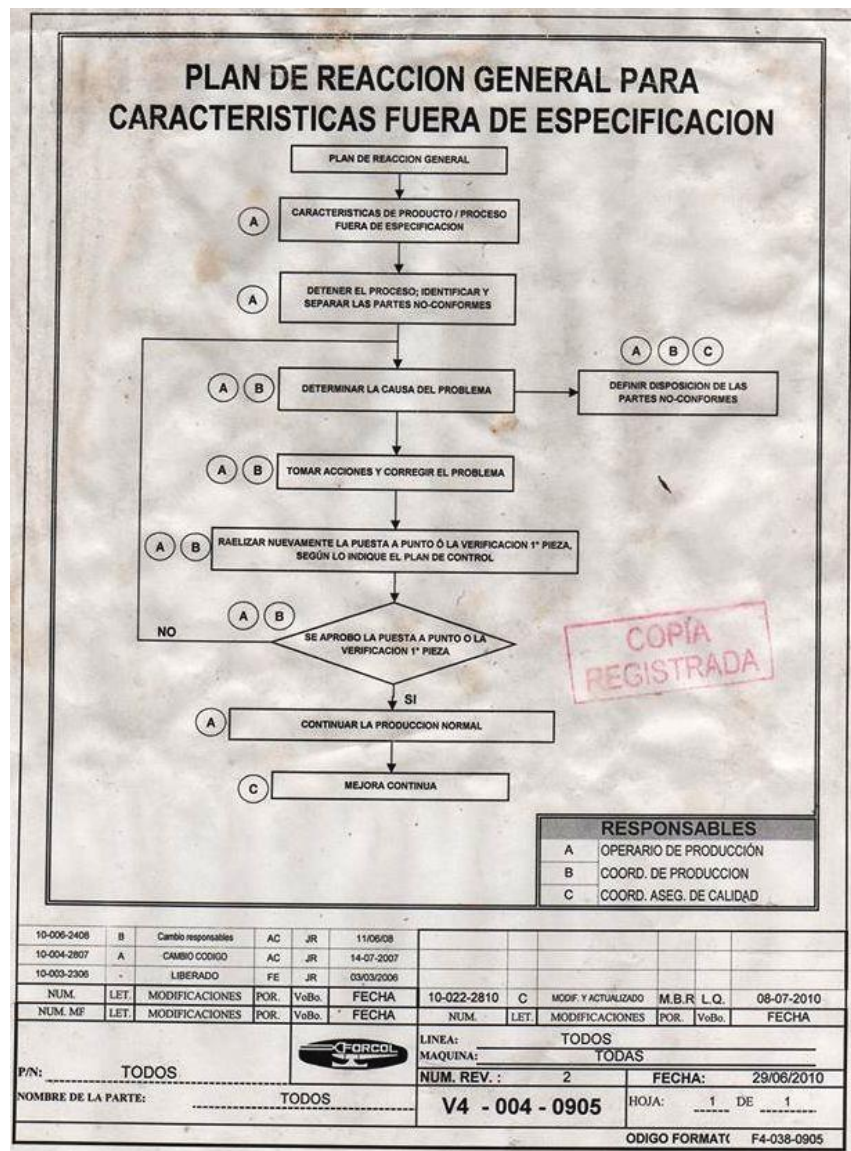 PLAN DE REACCION GENERAL PARA
CARACTERISTICAS FUERA DE ESPECIFICACION
PLAN DE REACCION GENERAL
A
CARACTERISTICAS DE PRODUCTO / PROCESO
FUERA DE ESPECIFICACION
A
DETENER EL PROCESO; IDENTIFICAR Y
SEPARAR LAS PARTES NO-CONFORMES
A B
DETERMINAR LA CAUSA DEL PROBLEMA
A B C
DEFINIR DISPOSICION DE LAS
PARTES NO-CONFORMES
A B
TOMAR ACCIONES Y CORREGIR EL PROBLEMA
A B
RAELIZAR NUEVAMENTE LA PUESTA A PUNTO Ó LA VERIFICACION 1° PIEZA,
SEGÚN LO INDIQUE EL PLAN DE CONTROL
A B
NO
SE APROBO LA PUESTA A PUNTO O LA
VERIFICACION 1° PIEZA
COPÍA
REGISTRADA
SI
A
CONTINUAR LA PRODUCCION NORMAL
C
MEJORA CONTINUA
RESPONSABLES
A OPERARIO DE PRODUCCIÓN
B COORD. DE PRODUCCION
C COORD. ASEG. DE CALIDAD
10-006-2408 B Cambio responsables AC JR 11/06/08
10-004-2807 A CAMBIO CODIGO AC JR 14-07-2007
10-003-2306 - LIBERADO FE JR 03/03/2006
NUM. LET. MODIFICACIONES POR. VoBo. FECHA
NUM. MF LET. MODIFICACIONES POR. VoBo. FECHA
10-022-2810 C MODIF. Y ACTUALIZADO M.B.R L.Q. 08-07-2010
NUM. LET. MODIFICACIONES POR. VoBo. FECHA
P/N: TODOS
FORCOL
LINEA: TODOS
MAQUINA: TODAS
NUM. REV. : 2 FECHA: 29/06/2010
NOMBRE DE LA PARTE: TODOS
V4 - 004 - 0905
HOJA: 1 DE 1
ODIGO FORMAT( F4-038-0905